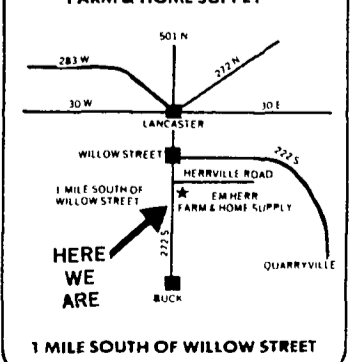 FARM & HOME SUPPLY
501 N
283 W
272 N
30 W
30 E
LANCASTER
WILLOW STREET
222 S
HERRVILLE ROAD
1 MILE SOUTH OF
WILLOW STREET
EM HERR
FARM & HOME SUPPLY
HERE
WE
ARE
272 S
QUARRYVILLE
BUCK
1 MILE SOUTH OF WILLOW STREET